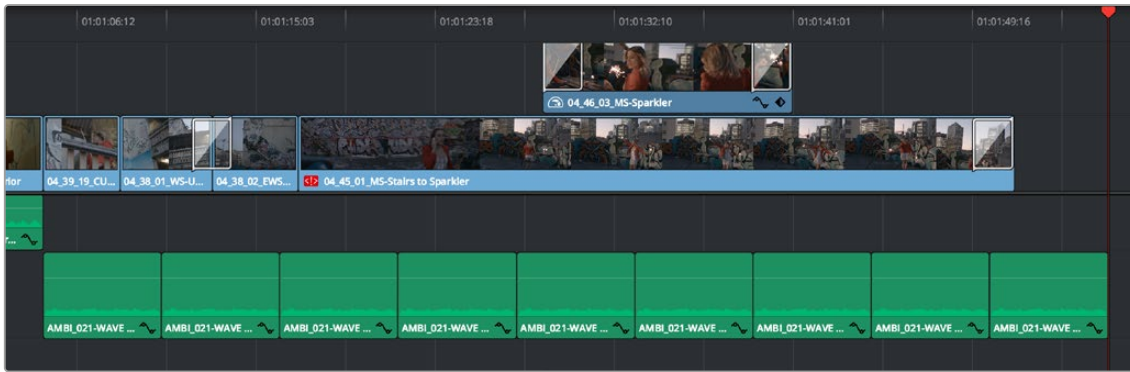 01:01:06:12 01:01:15:03 01:01:23:18 01:01:32:10 01:01:41:01 01:01:49:16
04_46_03_MS-Sparkler
rior 04_39_19_CU... 04_38_01_WS-U... 04_38_02_EWS... 04_45_01_MS-Stairs to Sparkler
AMBI_021-WAVE ... AMBI_021-WAVE ... AMBI_021-WAVE ... AMBI_021-WAVE ... AMBI_021-WAVE ... AMBI_021-WAVE ... AMBI_021-WAVE ... AMBI_021-WAVE ... AMBI_021-WAVE ...